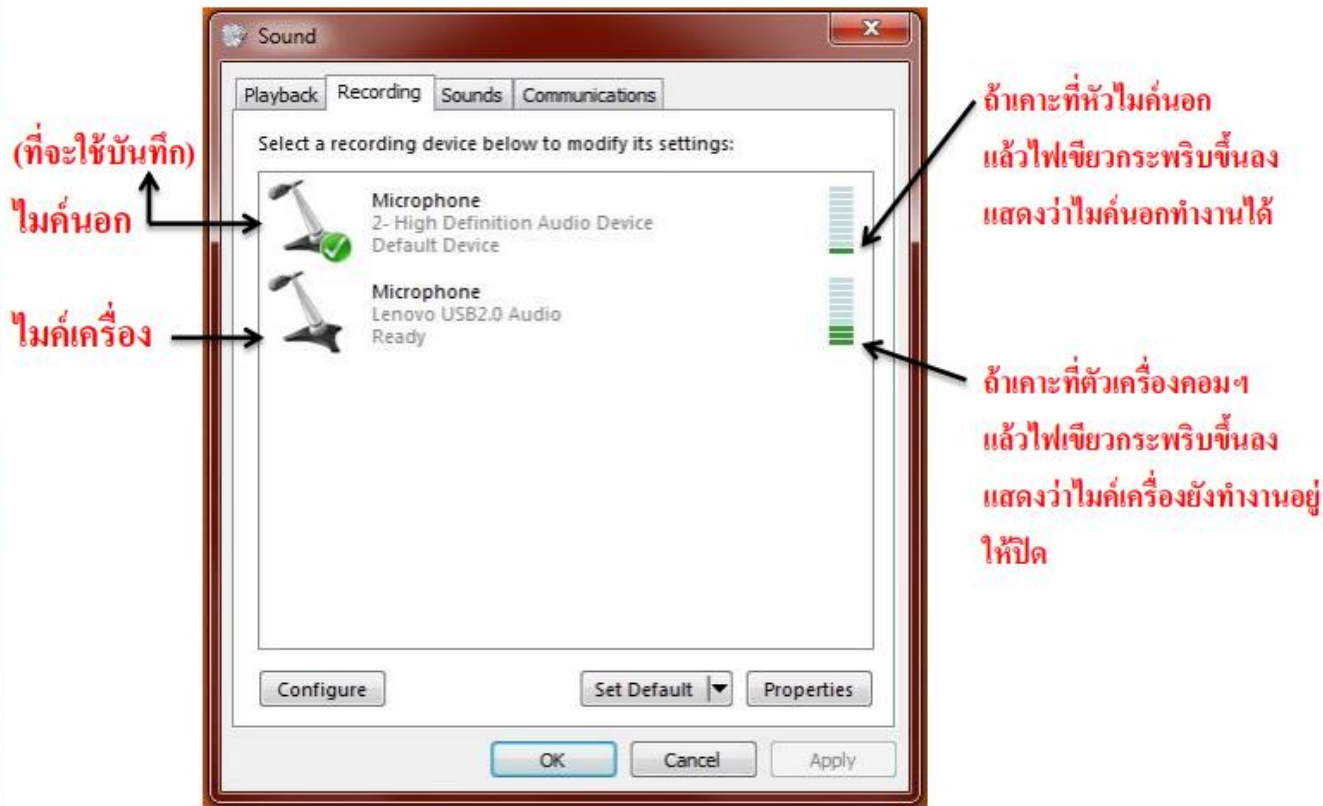 Sound
Playback
Recording
Sounds
Communications
Select a recording device below to modify its settings:
(ที่จะใช้บันทึก)
ไมค์นอก
ไมค์เครื่อง
Microphone
2- High Definition Audio Device
Default Device
Microphone
Lenovo USB2.0 Audio
Ready
ถ้าเคาะที่หัวไมค์นอก
แล้วไฟเขียวกระพริบขึ้นลง
แสดงว่าไมค์นอกทำงานได้
ถ้าเคาะที่ตัวเครื่องคอมฯ
แล้วไฟเขียวกระพริบขึ้นลง
แสดงว่าไมค์เครื่องยังทำงานอยู่
ให้ปิด
Configure
Set Default
Properties
OK
Cancel
Apply